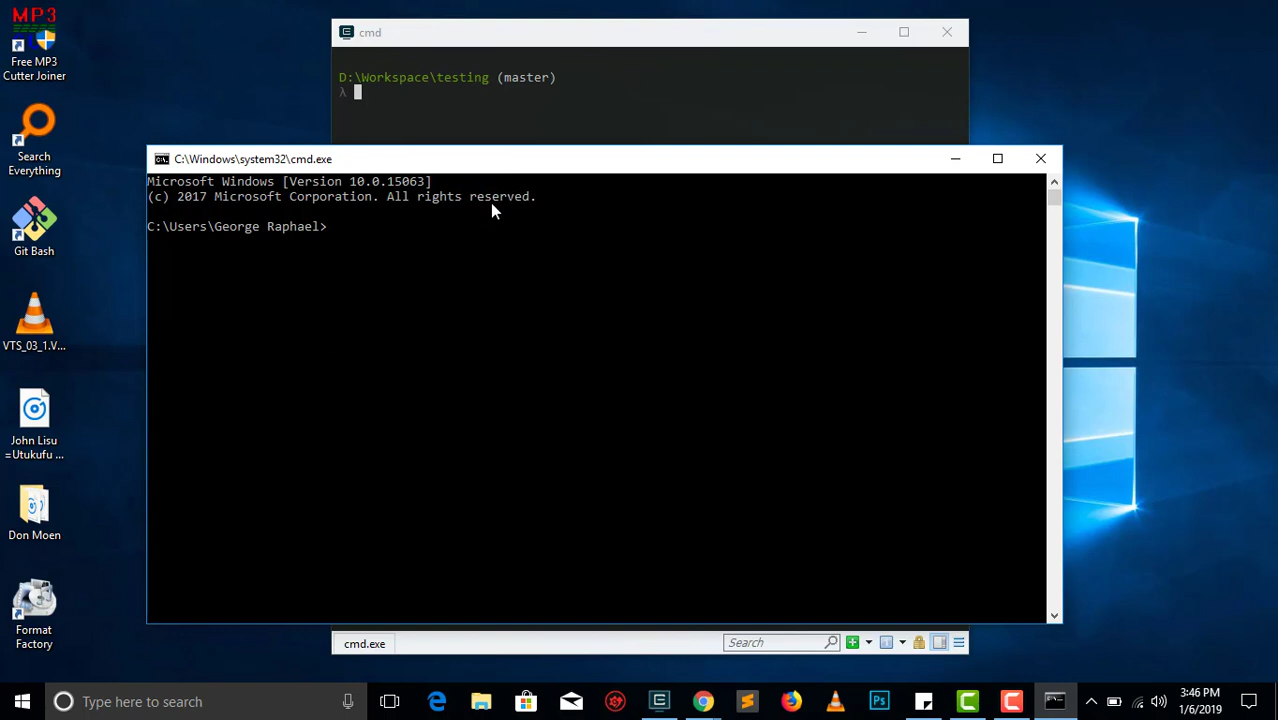 MP3
Free MP3
Cutter Joiner
Search
Everything
Git Bash
VTS_03_1.V...
John Lisu
=Utukufu ...
Don Moen
Format
Factory
cmd
D:\Workspace\testing (master)
λ
C:\Windows\system32\cmd.exe
Microsoft Windows [Version 10.0.15063]
(c) 2017 Microsoft Corporation. All rights reserved.
C:\Users\George Raphael>
cmd.exe
Search
Type here to search
Ps
3:46 PM
1/6/2019